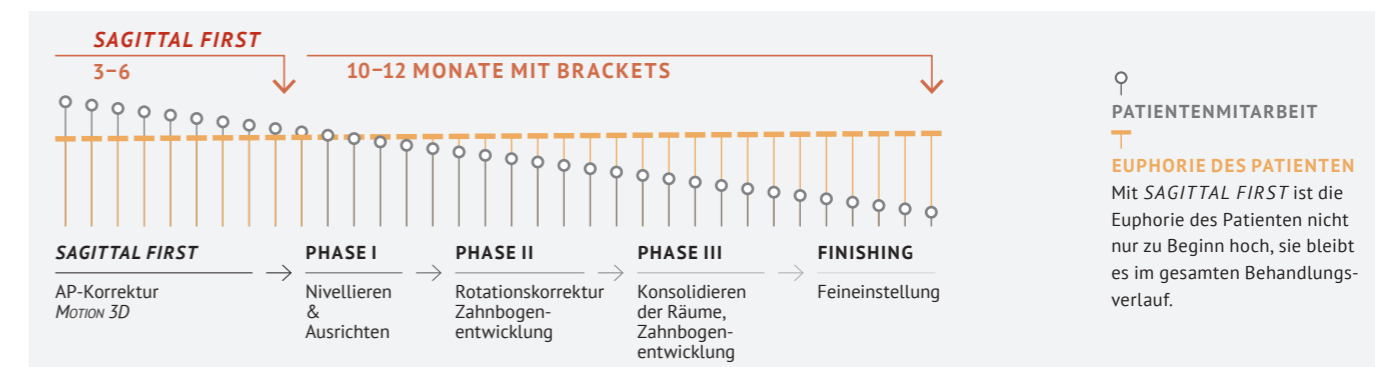 SAGITTAL FIRST
3–6
10–12 MONATE MIT BRACKETS
SAGITTAL FIRST
AP-Korrektur
MOTION 3D
PHASE I
Nivellieren
&
Ausrichten
PHASE II
Rotationskorrektur
Zahnbogen-
entwicklung
PHASE III
Konsolidieren
der Räume,
Zahnbogen-
entwicklung
FINISHING
Feineinstellung
PATIENTENMITARBEIT
EUPHORIE DES PATIENTEN
Mit SAGITTAL FIRST ist die
Euphorie des Patienten nicht
nur zu Beginn hoch, sie bleibt
es im gesamten Behandlungs-
verlauf.